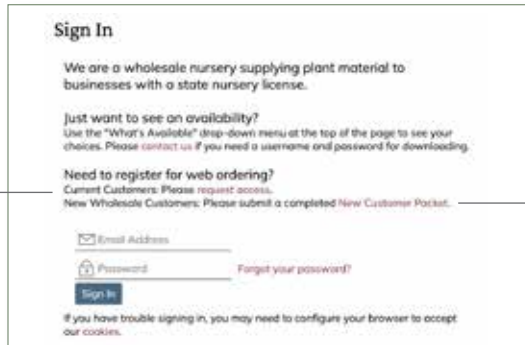 Sign In
We are a wholesale nursery supplying plant material to
businesses with a state nursery license.
Just want to see an availability?
Use the "What's Available" drop-down menu at the top of the page to see your
choices. Please contact us if you need a username and password for downloading.
Need to register for web ordering?
Current Customers: Please request access.
New Wholesale Customers: Please submit a completed New Customer Packet.
Email Address
Password
Forgot your password?
Sign In
If you have trouble signing in, you may need to configure your browser to accept
our cookies.